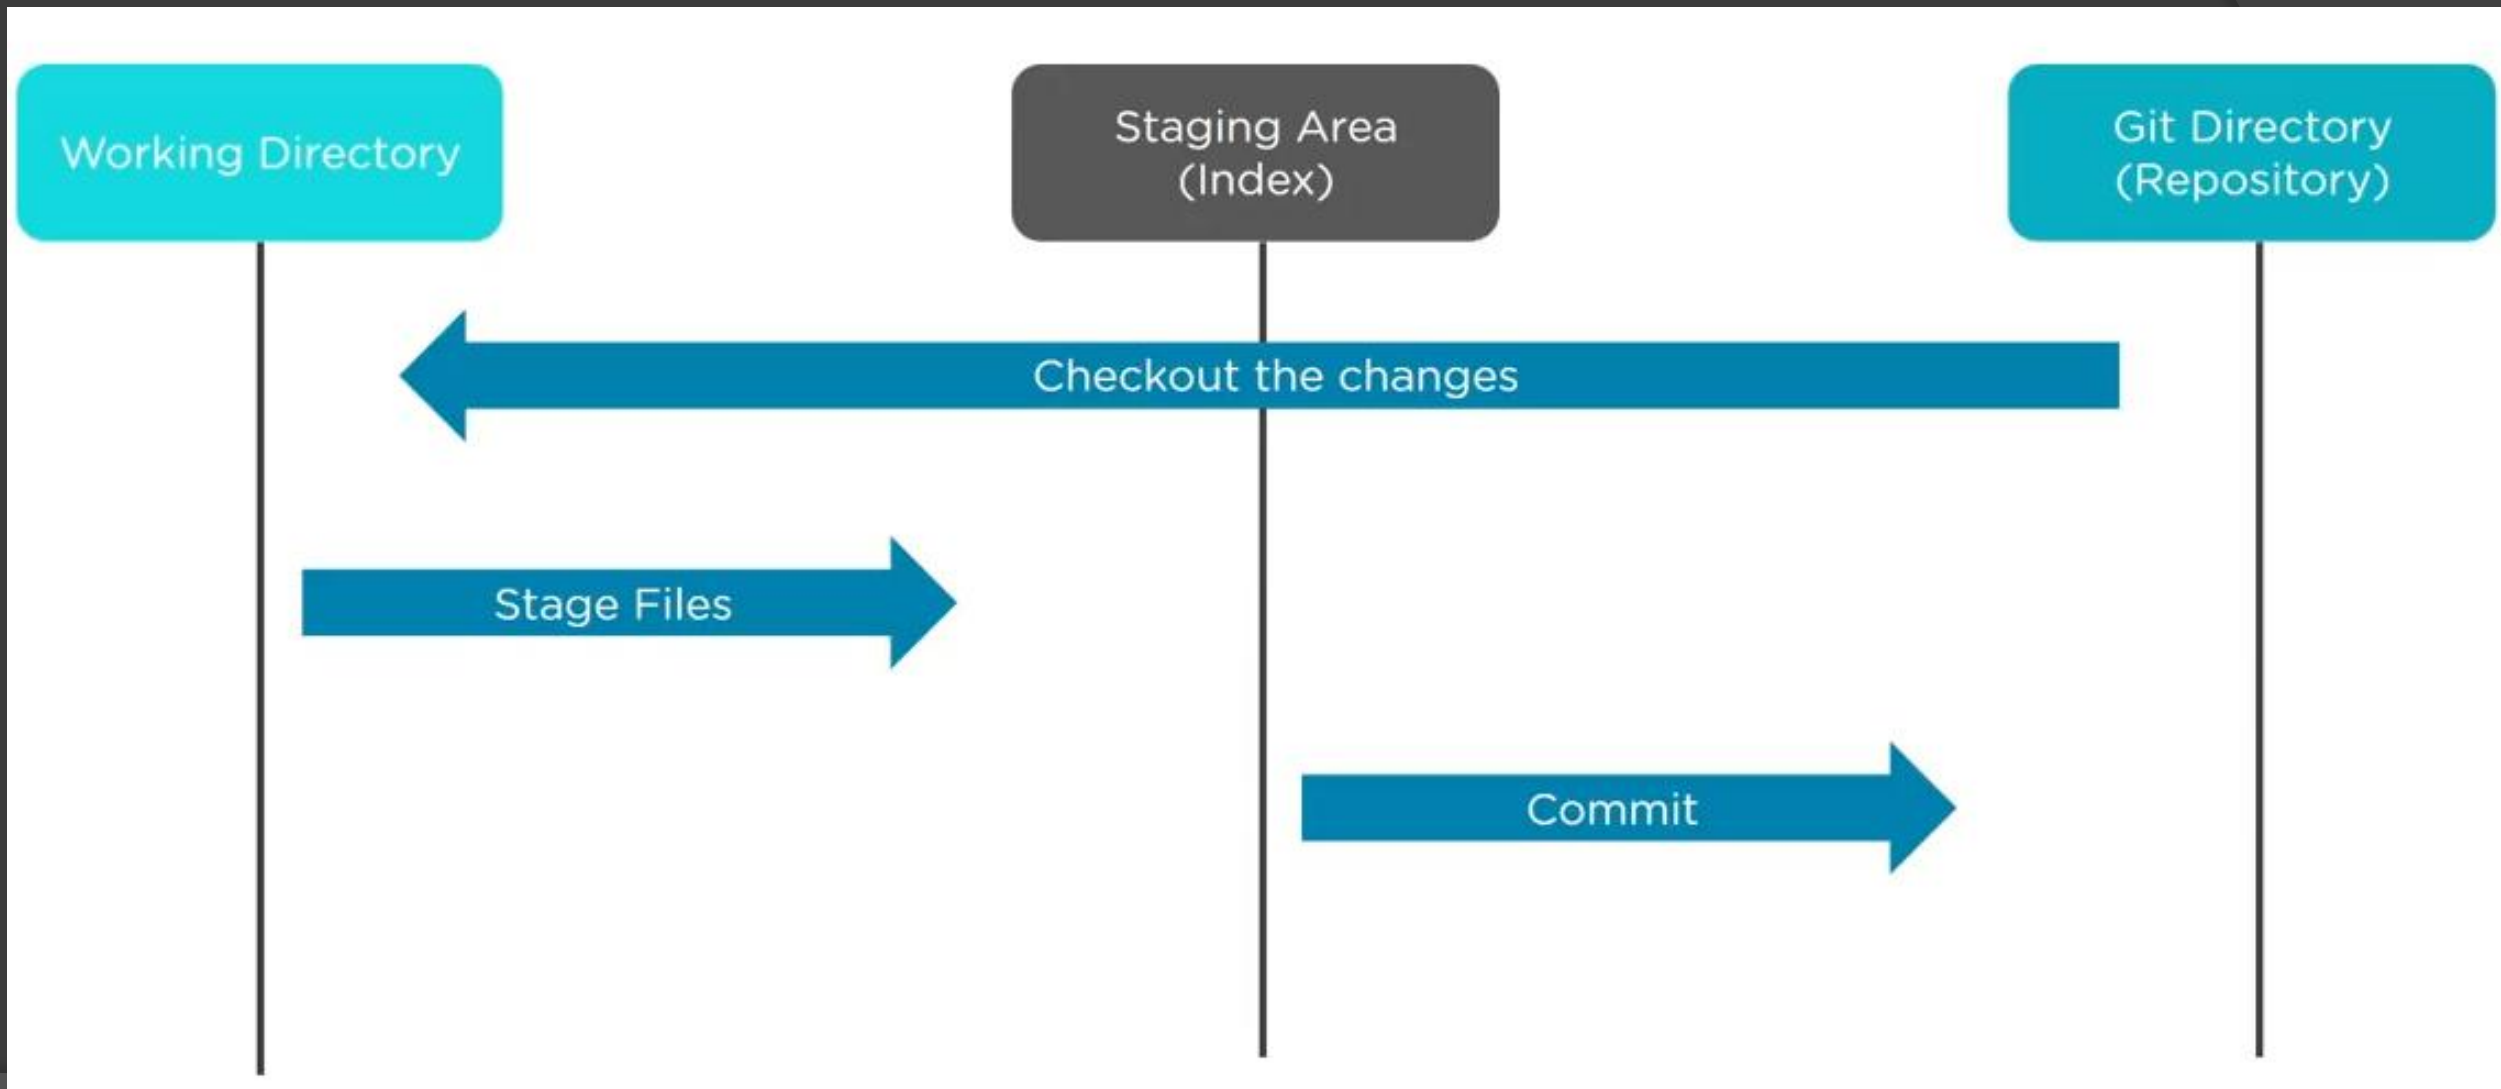 Working Directory
Staging Area
(Index)
Git Directory
(Repository)
Checkout the changes
Stage Files
Commit